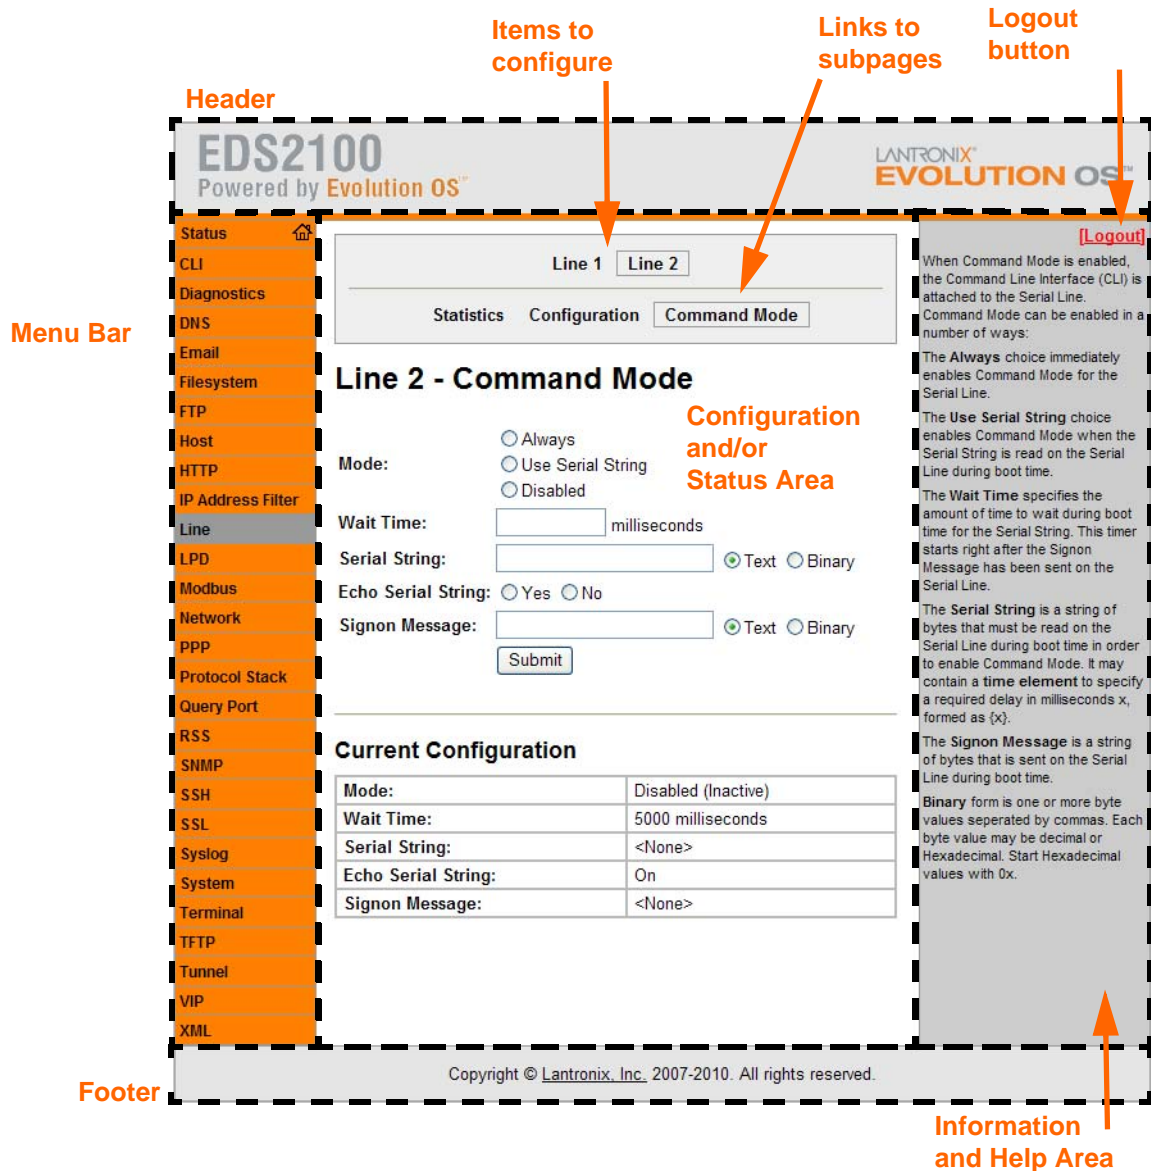 Items to
configure
Links to
subpages
Logout
button
Header
EDS2100
Powered by Evolution OS™
LANTRONIX®
EVOLUTION OS™
Menu Bar
Status
CLI
Diagnostics
DNS
Email
Filesystem
FTP
Host
HTTP
IP Address Filter
Line
LPD
Modbus
Network
PPP
Protocol Stack
Query Port
RSS
SNMP
SSH
SSL
Syslog
System
Terminal
TFTP
Tunnel
VIP
XML
Line 1 Line 2
Statistics Configuration Command Mode
Line 2 - Command Mode
Configuration
and/or
Status Area
Mode:
Always
Use Serial String
Disabled
Wait Time: milliseconds
Serial String: Text Binary
Echo Serial String: Yes No
Signon Message: Text Binary
Submit
Current Configuration
Mode: Disabled (Inactive)
Wait Time: 5000 milliseconds
Serial String: <None>
Echo Serial String: On
Signon Message: <None>
[Logout]
When Command Mode is enabled,
the Command Line Interface (CLI) is
attached to the Serial Line.
Command Mode can be enabled in a
number of ways:
The Always choice immediately
enables Command Mode for the
Serial Line.
The Use Serial String choice
enables Command Mode when the
Serial String is read on the Serial
Line during boot time.
The Wait Time specifies the
amount of time to wait during boot
time for the Serial String. This timer
starts right after the Signon
Message has been sent on the
Serial Line.
The Serial String is a string of
bytes that must be read on the
Serial Line during boot time in order
to enable Command Mode. It may
contain a time element to specify
a required delay in milliseconds x,
formed as {x}.
The Signon Message is a string
of bytes that is sent on the Serial
Line during boot time.
Binary form is one or more byte
values seperated by commas. Each
byte value may be decimal or
Hexadecimal. Start Hexadecimal
values with 0x.
Footer
Copyright © Lantronix, Inc. 2007-2010. All rights reserved.
Information
and Help Area